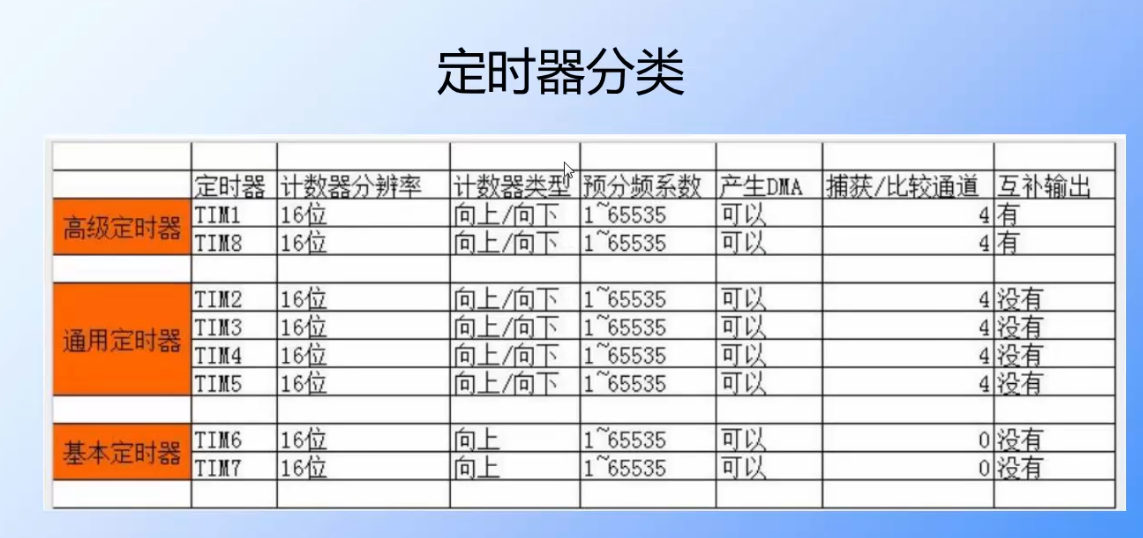 定时器分类
定时器 计数器分辨率 计数器类型 预分频系数 产生DMA 捕获/比较通道 互补输出
高级定时器
TIM1 16位 向上/向下 1~65535 可以 4 有
TIM8 16位 向上/向下 1~65535 可以 4 有
通用定时器
TIM2 16位 向上/向下 1~65535 可以 4 没有
TIM3 16位 向上/向下 1~65535 可以 4 没有
TIM4 16位 向上/向下 1~65535 可以 4 没有
TIM5 16位 向上/向下 1~65535 可以 4 没有
基本定时器
TIM6 16位 向上 1~65535 可以 0 没有
TIM7 16位 向上 1~65535 可以 0 没有